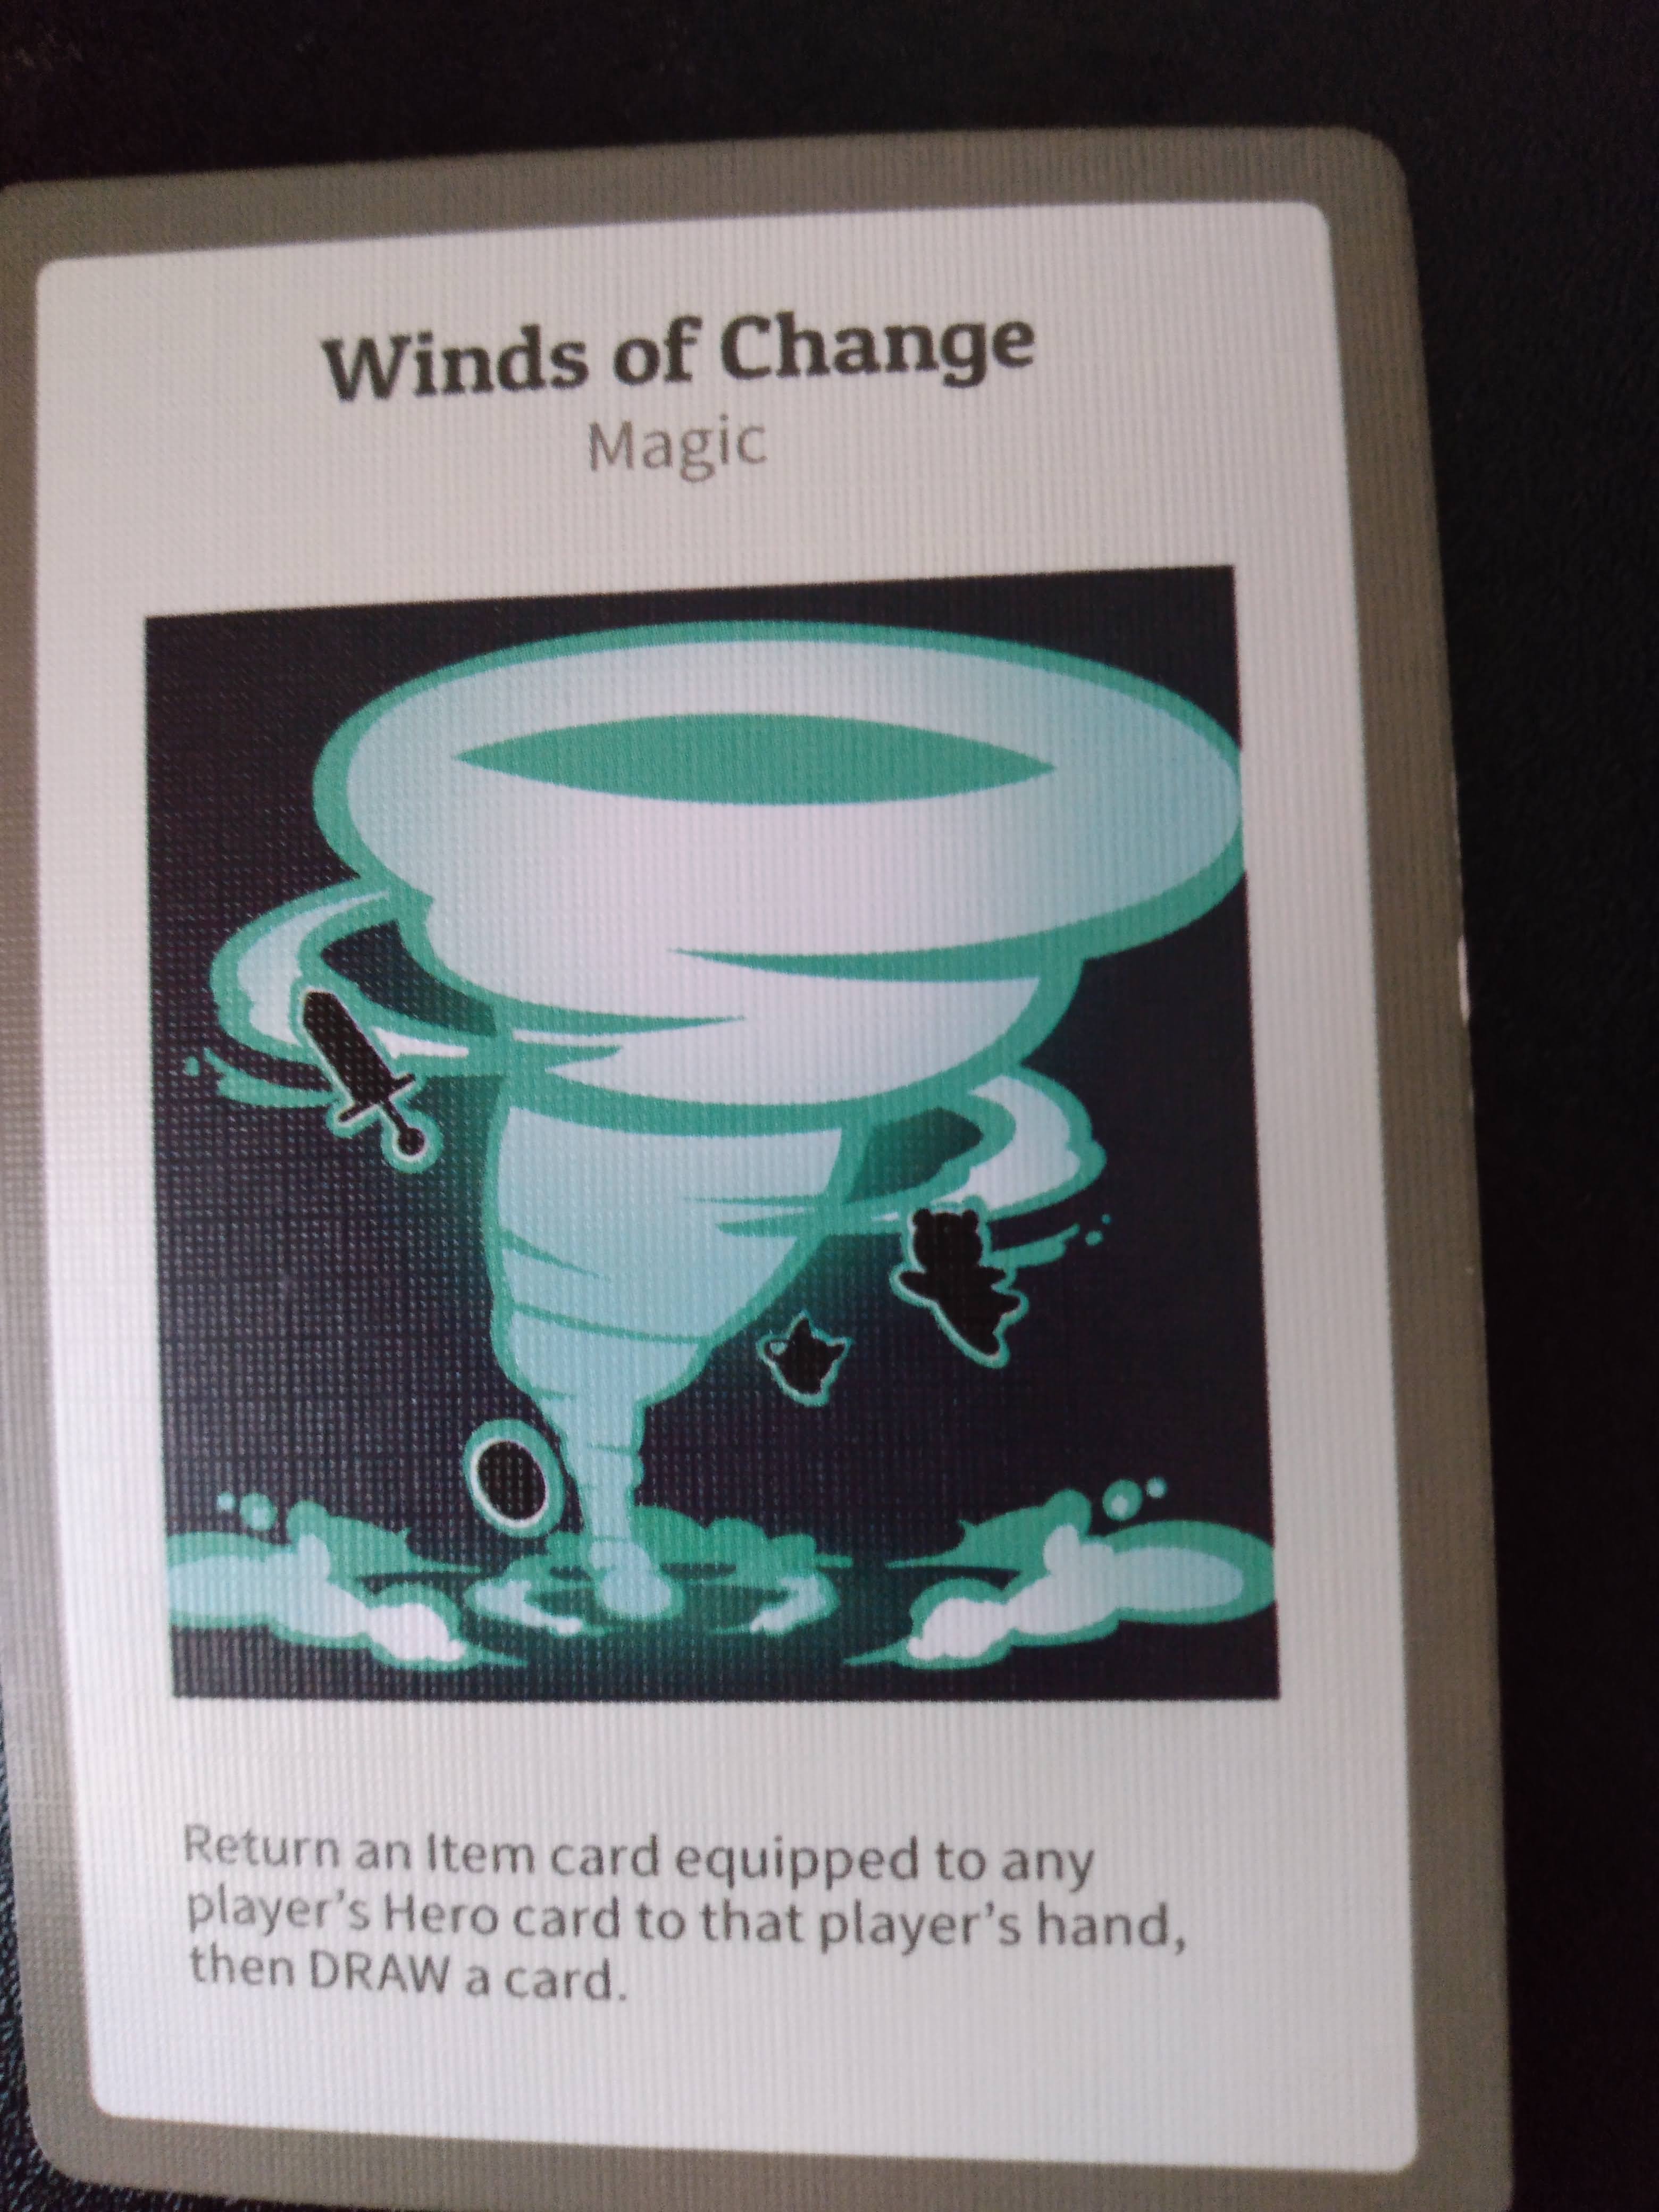 Winds of Change
Magic
Return an Item card equipped to any
player’s Hero card to that player’s hand,
then DRAW a card.